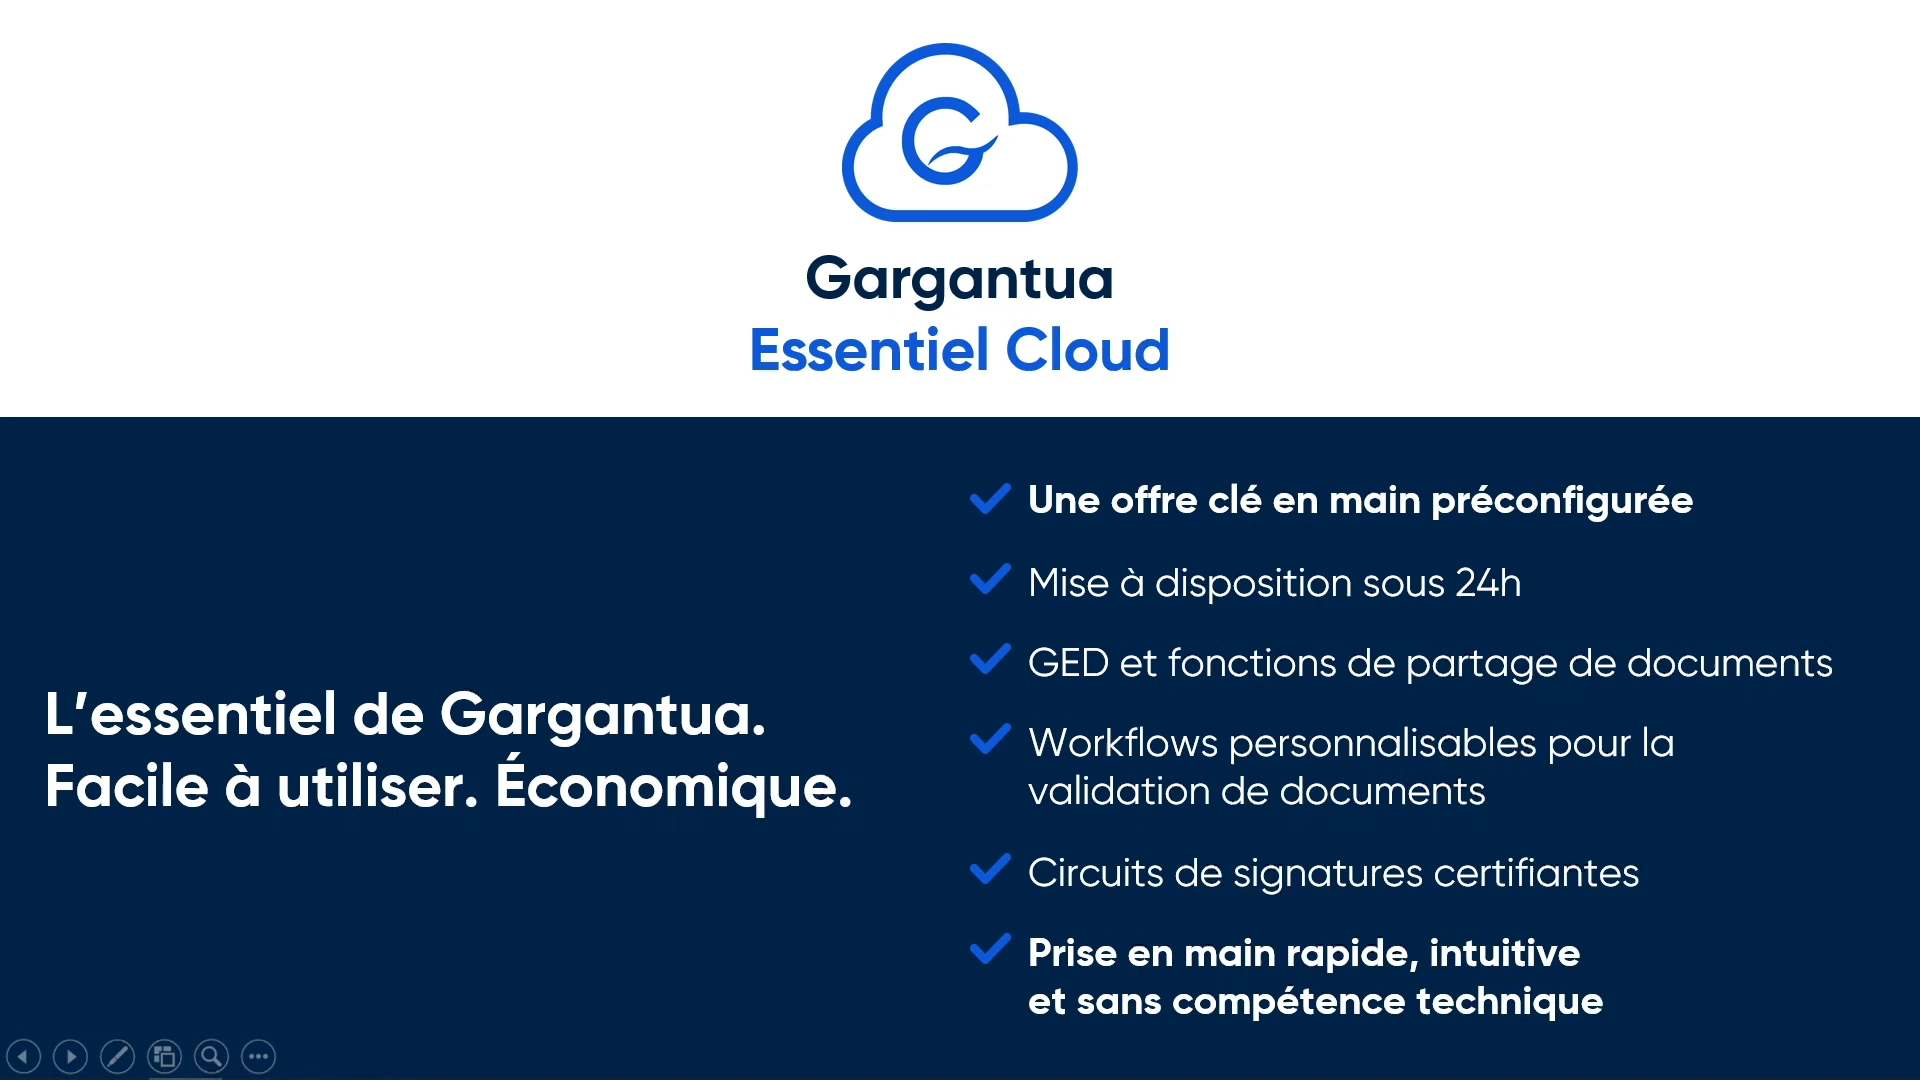 Gargantua
Essentiel Cloud
L’essentiel de Gargantua.
Facile à utiliser. Économique.
Une offre clé en main préconfigurée
Mise à disposition sous 24h
GED et fonctions de partage de documents
Workflows personnalisables pour la
validation de documents
Circuits de signatures certifiantes
Prise en main rapide, intuitive
et sans compétence technique